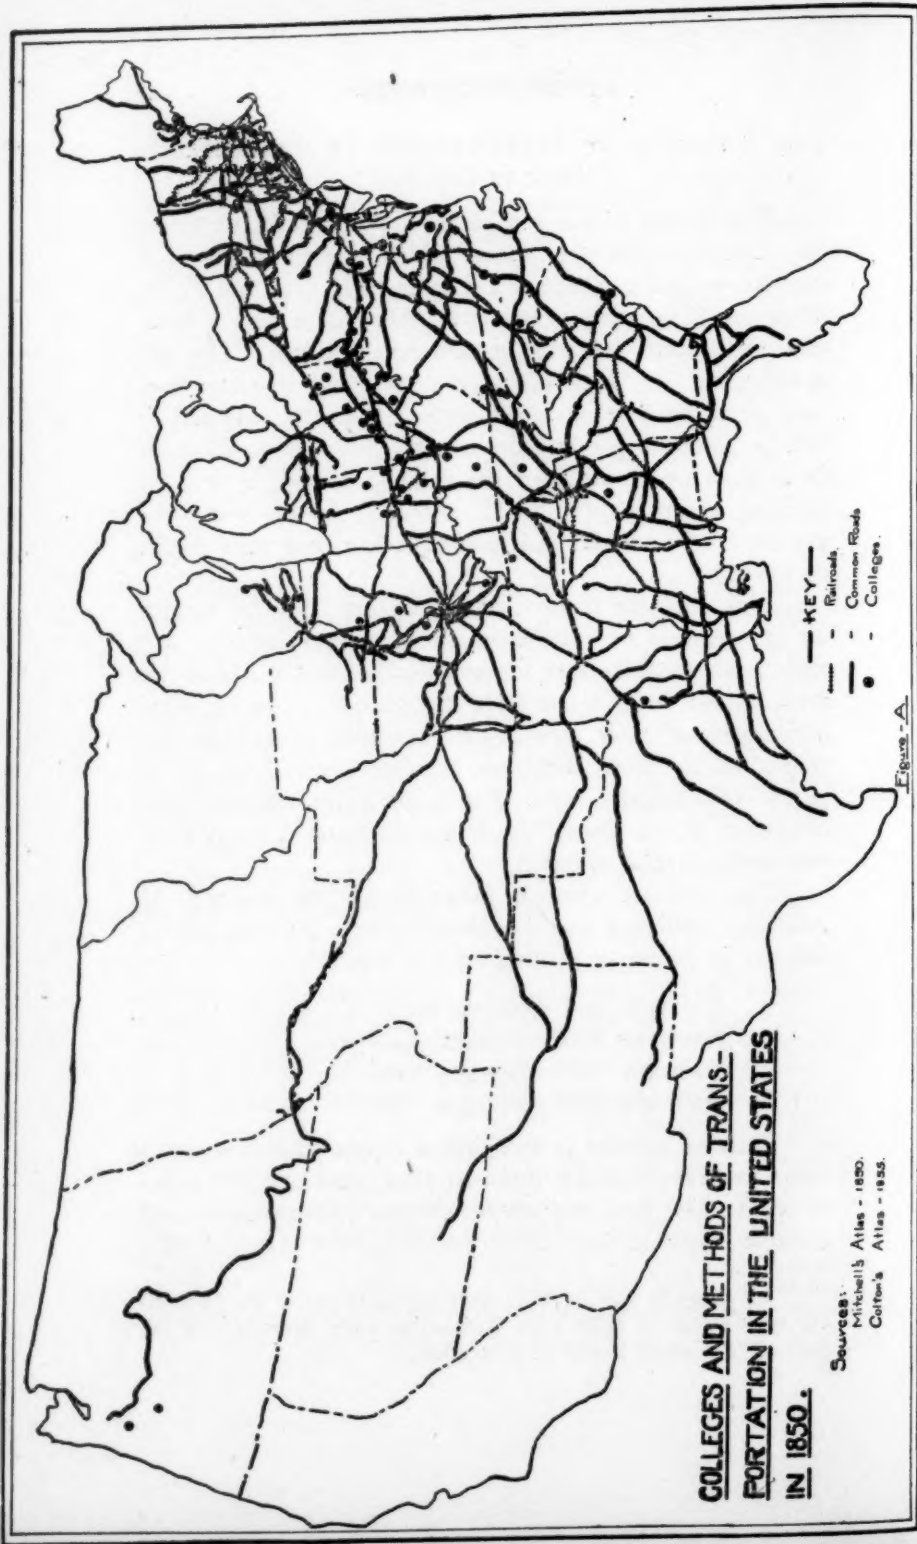 COLLEGES AND METHODS OF TRANS-
PORTATION IN THE UNITED STATES
IN 1850.
Sources:
Mitchell's Atlas - 1850.
Colton's Atlas - 1855.
KEY
Railroads.
Common Roads
Colleges.
Figure - A